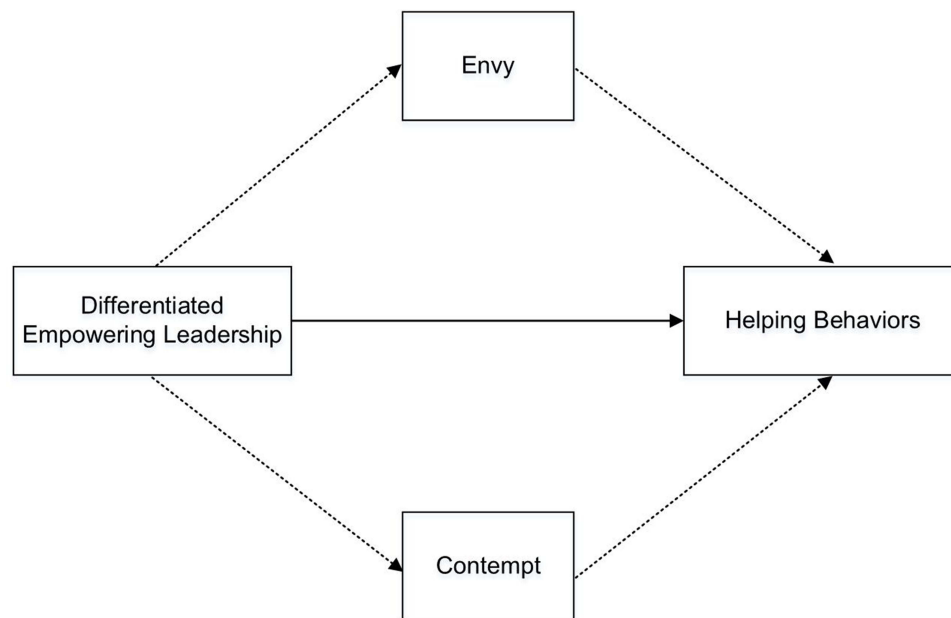 Envy
Differentiated
Empowering Leadership
Helping Behaviors
Contempt